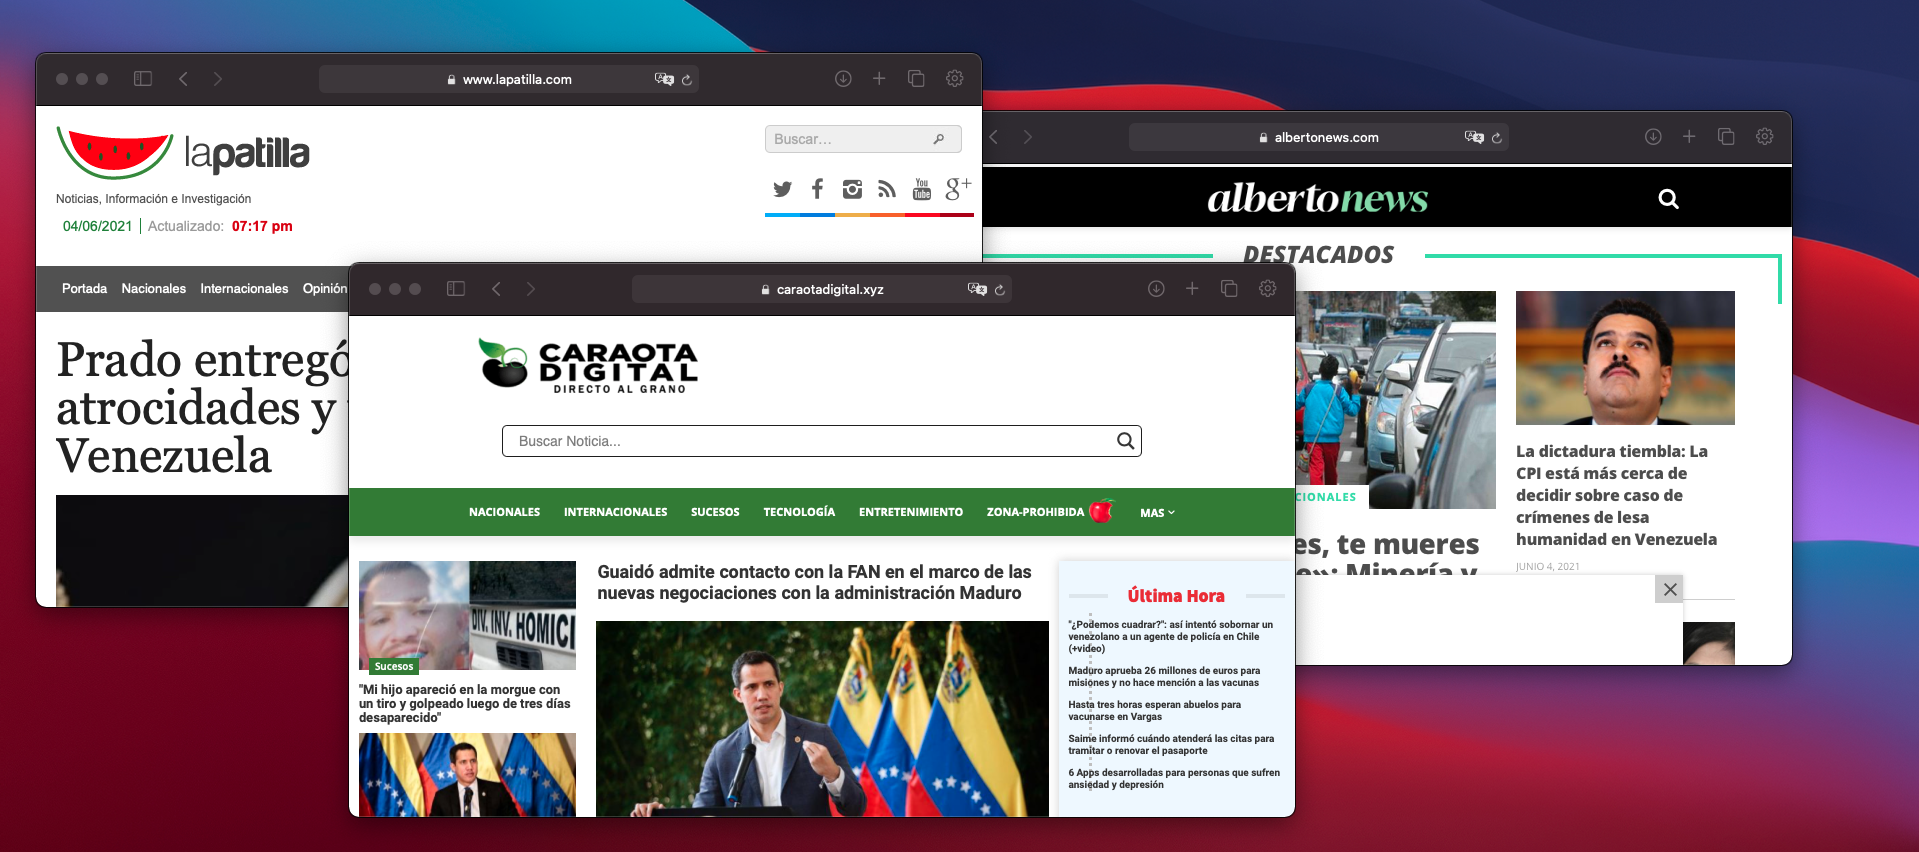 www.lapatilla.com
lapatilla
Noticias, Información e Investigación
04/06/2021 | Actualizado: 07:17 pm
Buscar...
You
Tube
g+
Portada Nacionales Internacionales Opinión
Prado entregó
atrocidades y
Venezuela
albertonews.com
albertonews
DESTACADOS
CIONALES
es, te mueres
e»: Minería y
La dictadura tiembla: La
CPI está más cerca de
decidir sobre caso de
crímenes de lesa
humanidad en Venezuela
JUNIO 4, 2021
caraotadigital.xyz
CARAOTA
DIGITAL
DIRECTO AL GRANO
Buscar Noticia...
NACIONALES INTERNACIONALES SUCESOS TECNOLOGÍA ENTRETENIMIENTO ZONA-PROHIBIDA MAS
DIV. INV. HOMICI
Sucesos
"Mi hijo apareció en la morgue con
un tiro y golpeado luego de tres días
desaparecido"
Guaidó admite contacto con la FAN en el marco de las
nuevas negociaciones con la administración Maduro
Última Hora
"¿Podemos cuadrar?": así intentó sobornar un
venezolano a un agente de policía en Chile
(+video)
Maduro aprueba 26 millones de euros para
misiones y no hace mención a las vacunas
Hasta tres horas esperan abuelos para
vacunarse en Vargas
Saime informó cuándo atenderá las citas para
tramitar o renovar el pasaporte
6 Apps desarrolladas para personas que sufren
ansiedad y depresión